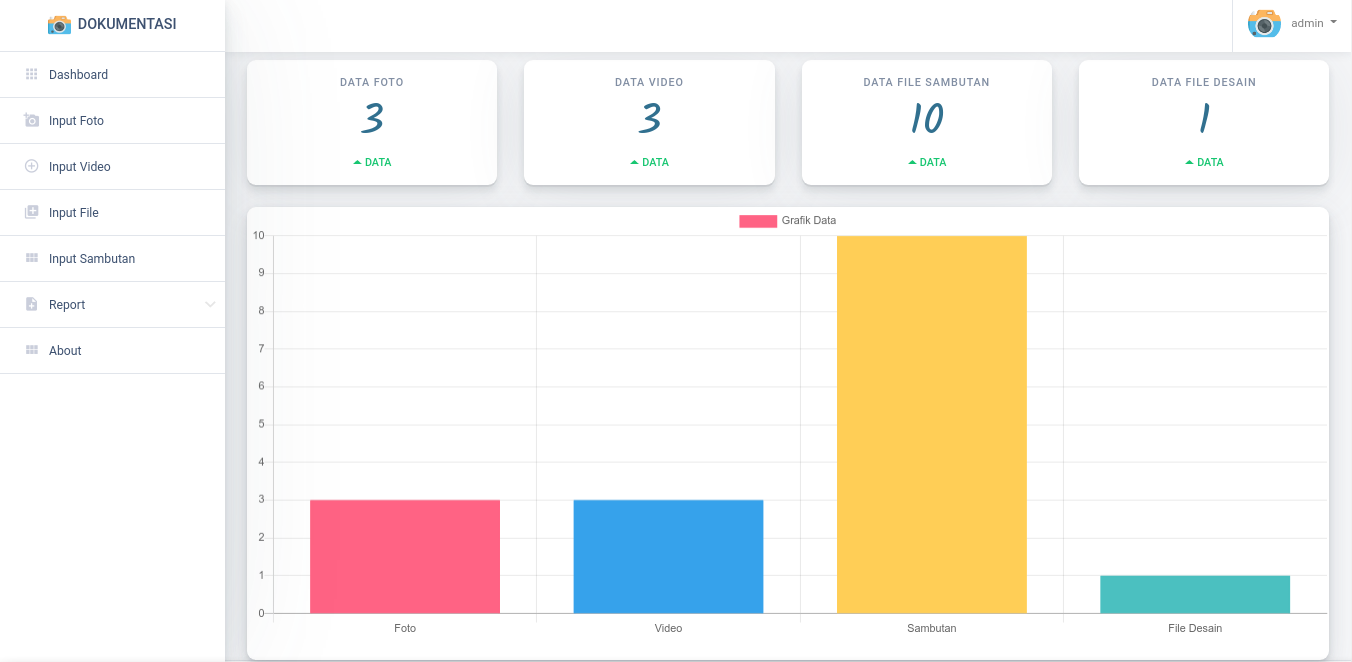 DOKUMENTASI
admin
Dashboard
Input Foto
Input Video
Input File
Input Sambutan
Report
About
DATA FOTO
3
DATA
DATA VIDEO
3
DATA
DATA FILE SAMBUTAN
10
DATA
DATA FILE DESAIN
1
DATA
Grafik Data
10
9
8
7
6
5
4
3
2
1
0
Foto Video Sambutan File Desain